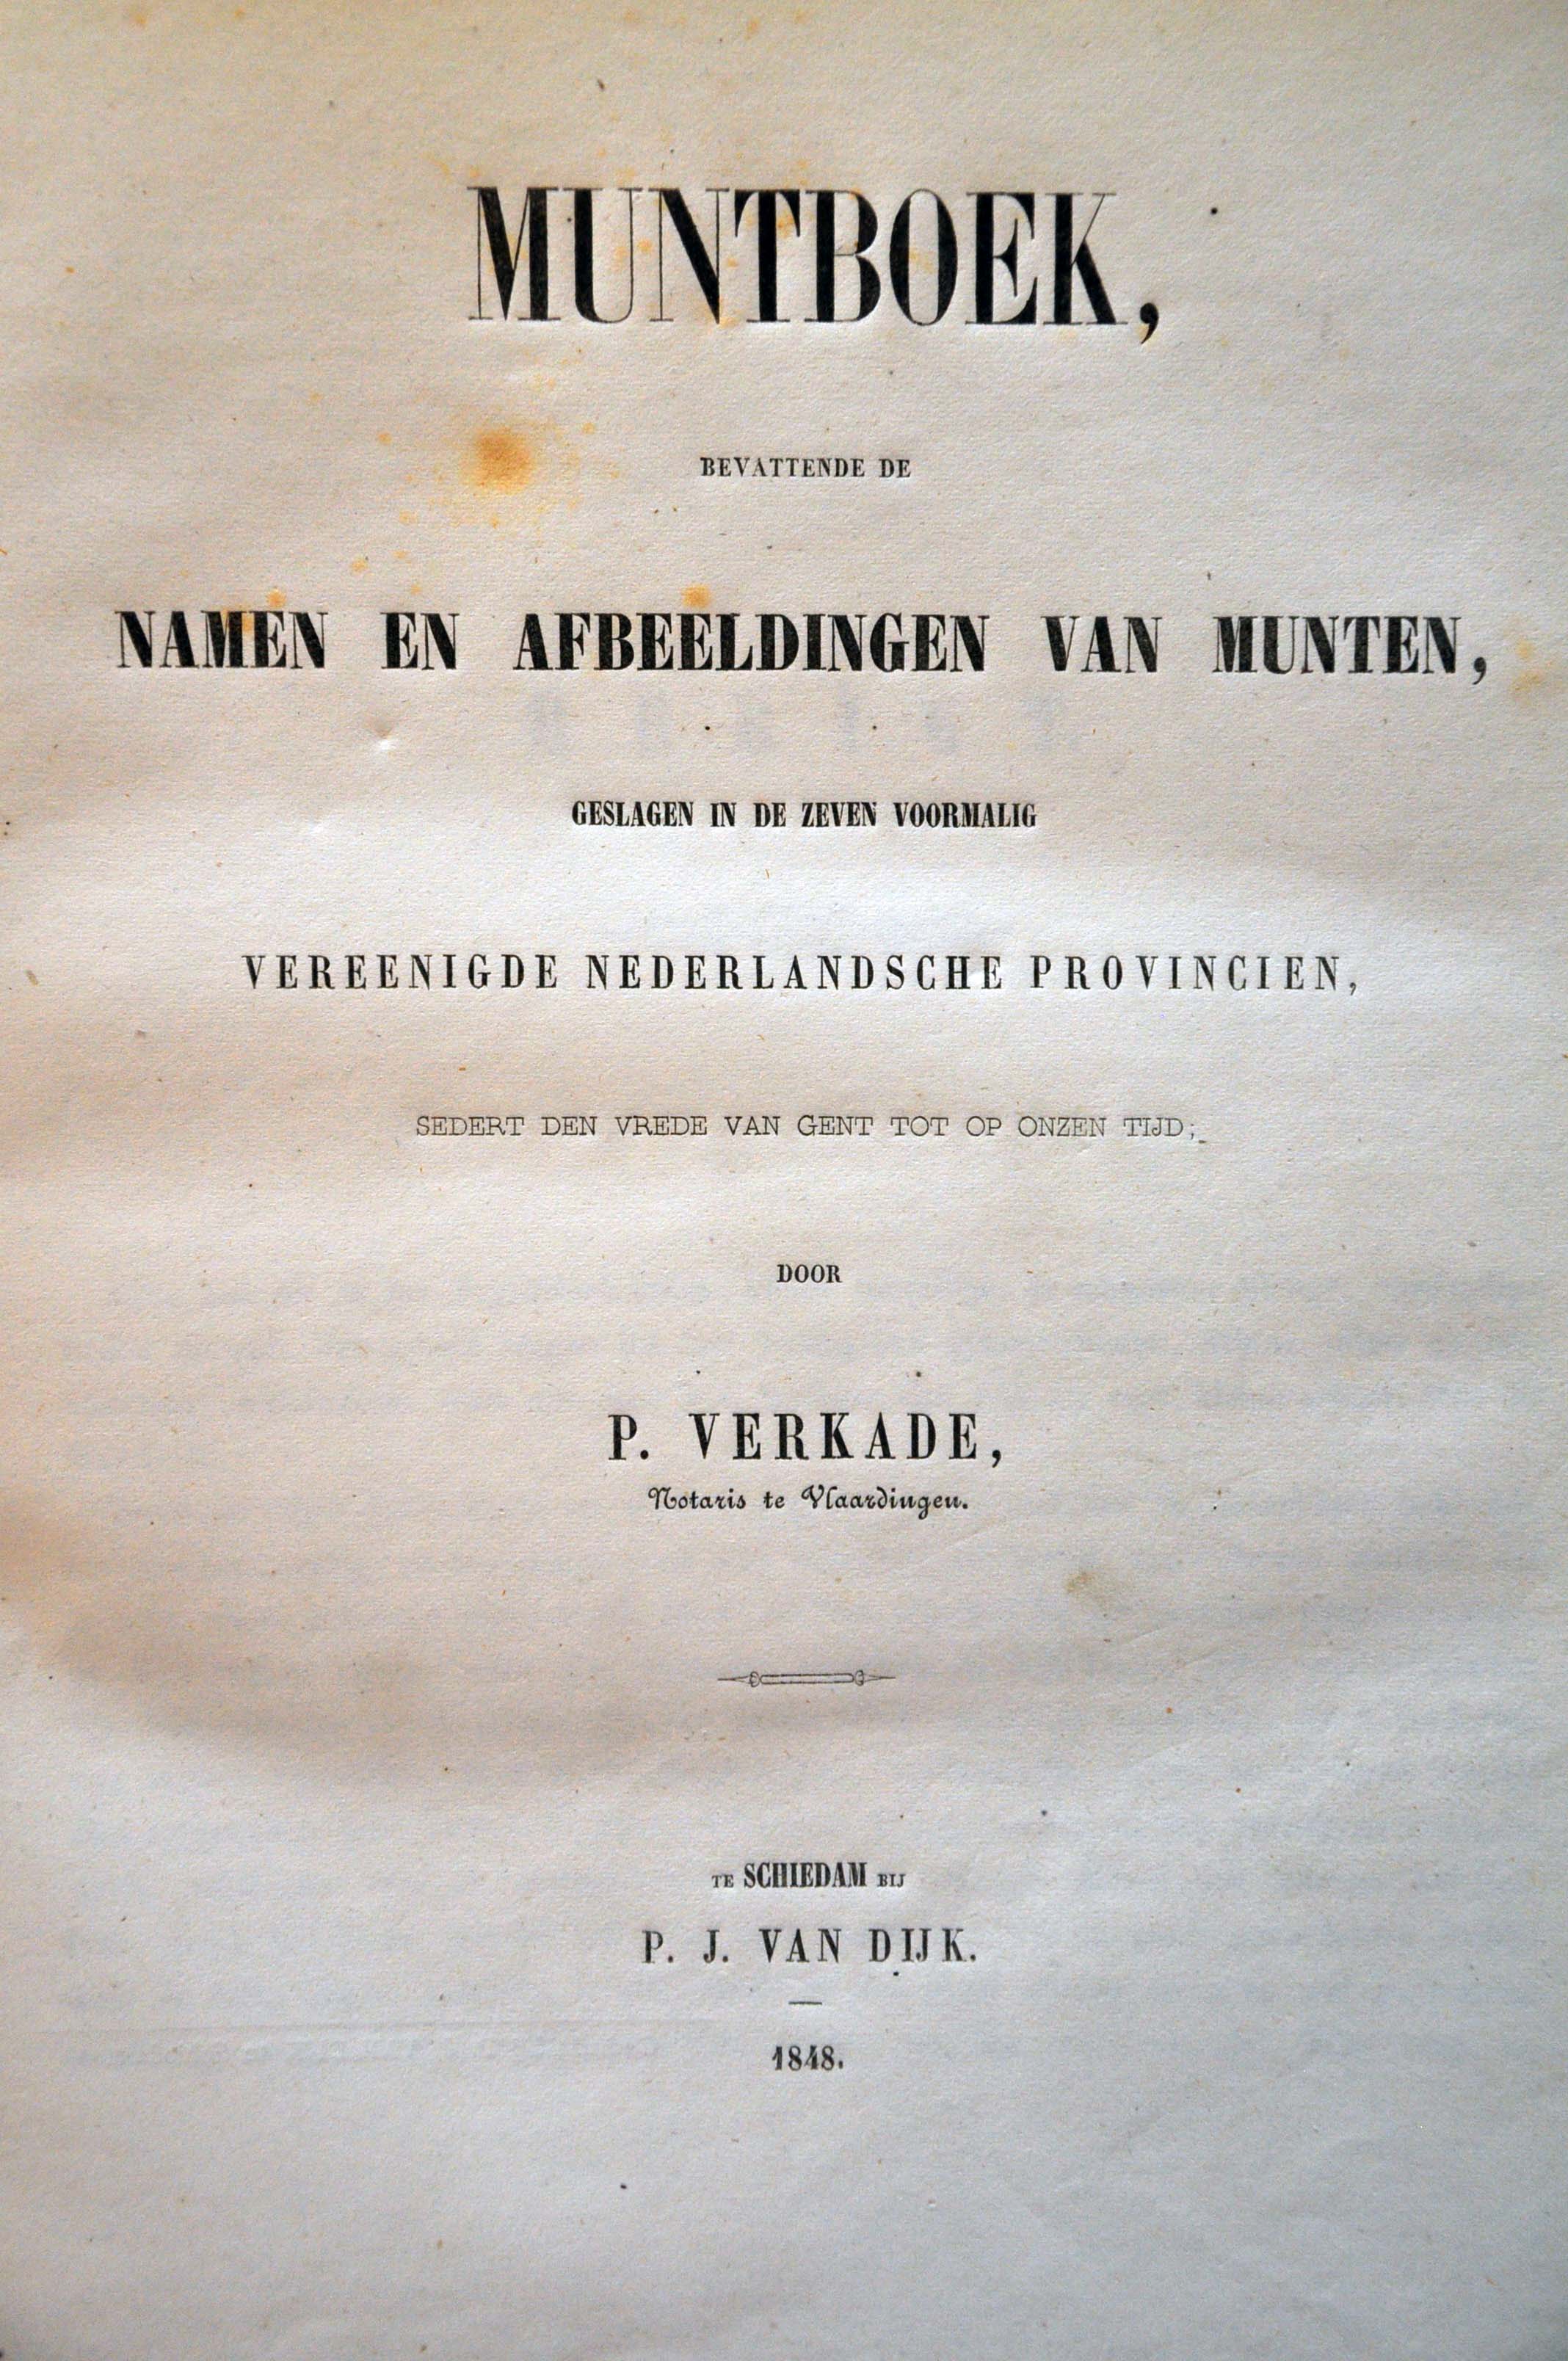 MUNTBOEK,
BEVATTENDE DE
NAMEN EN AFBEELDINGEN VAN MUNTEN,
GESLAGEN IN DE ZEVEN VOORMALIG
VEREENIGDE NEDERLANDSCHE PROVINCIEN,
SEDERT DEN VREDE VAN GENT TOT OP ONZEN TIJD;
DOOR
P. VERKADE,
Notaris te Vlaardingen.
TE SCHIEDAM BIJ
P. J. VAN DIJK.
1848.